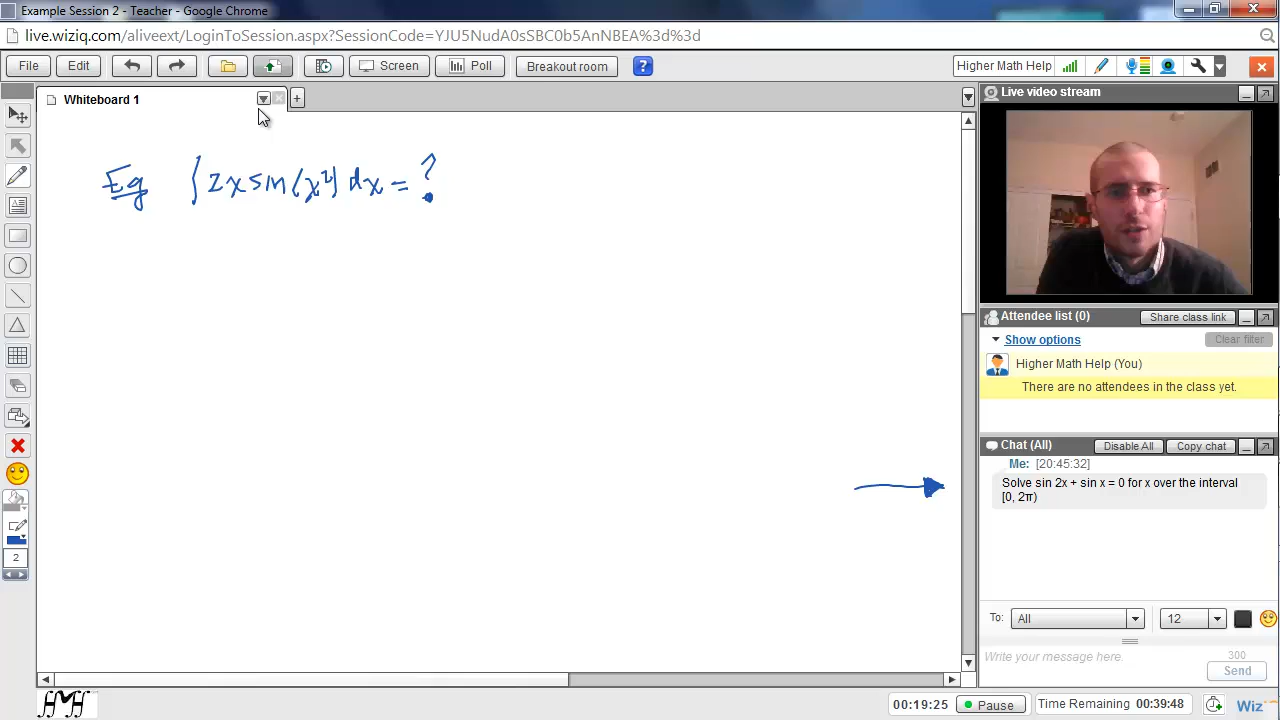 Example Session 2 - Teacher - Google Chrome
live.wiziq.com/aliveext/LoginToSession.aspx?SessionCode=YJU5NudA0sSBC0b5AnNBEA%3d%3d
File Edit Screen Poll Breakout room ? Higher Math Help
Whiteboard 1 +
Live video stream
Eg ∫ 2x sin(x²) dx = ?
Attendee list (0) Share class link
Show options Clear filter
Higher Math Help (You)
There are no attendees in the class yet.
Chat (All) Disable All Copy chat
Me: [20:45:32]
Solve sin 2x + sin x = 0 for x over the interval
[0, 2π)
2
To: All 12
Write your message here. 300
Send
HMH 00:19:25 Pause Time Remaining 00:39:48 Wiz